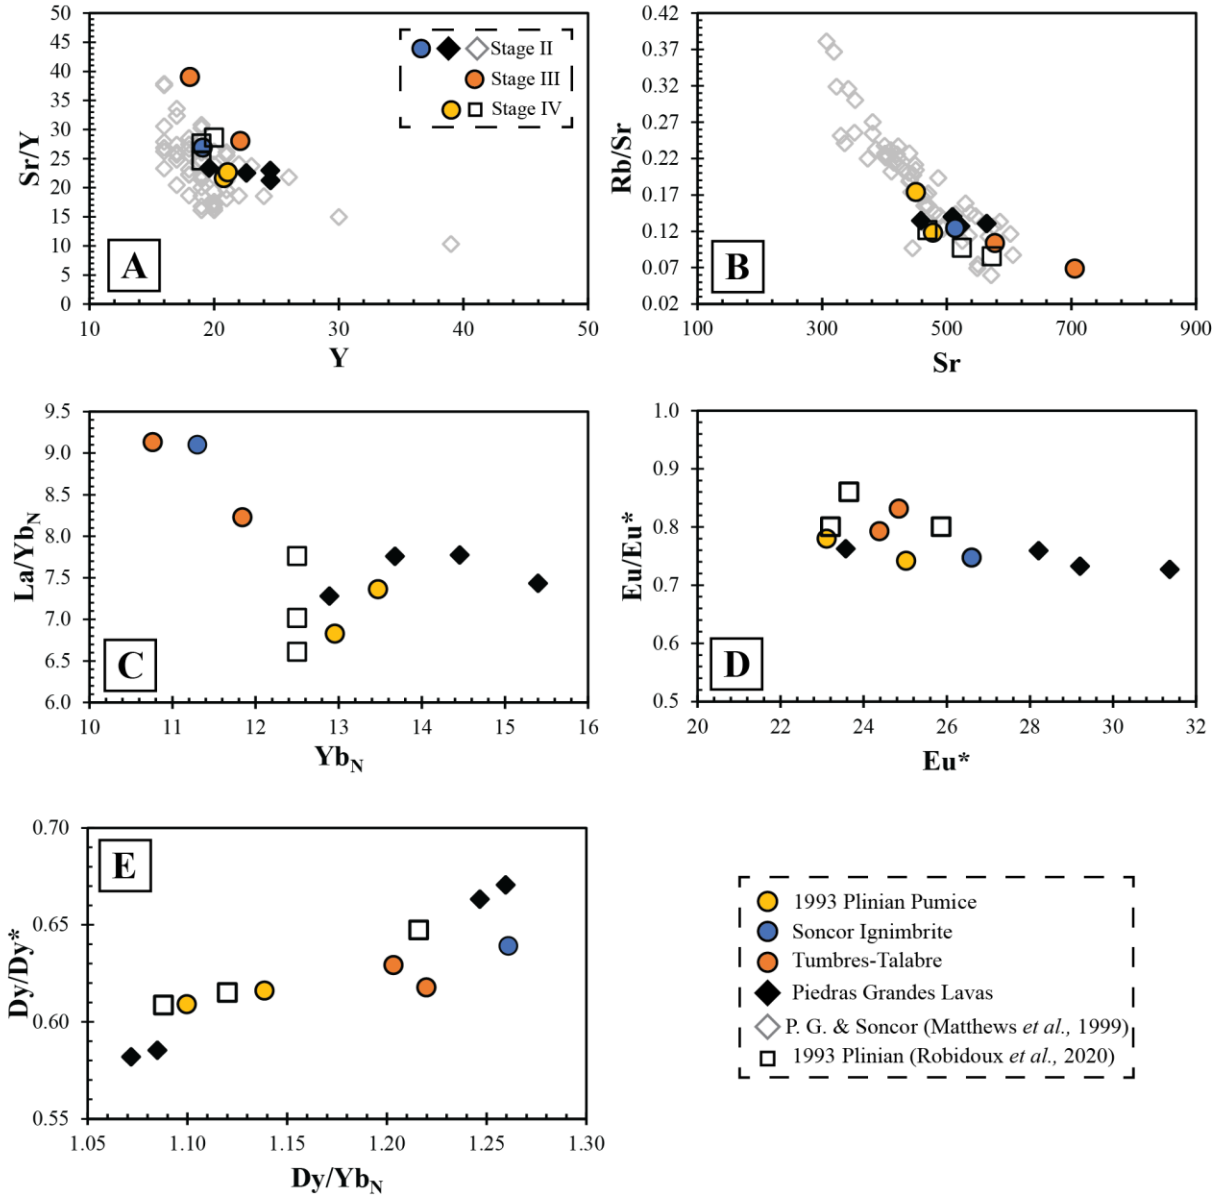 50
45
40
35
30
25
20
15
10
5
0
Sr/Y
A
Stage II
Stage III
Stage IV
10 20 30 40 50
Y
0.42
0.37
0.32
0.27
0.22
0.17
0.12
0.07
0.02
Rb/Sr
B
100 300 500 700 900
Sr
9.5
9.0
8.5
8.0
7.5
7.0
6.5
6.0
La/YbN
C
10 11 12 13 14 15 16
YbN
1.0
0.9
0.8
0.7
0.6
0.5
Eu/Eu*
D
20 22 24 26 28 30 32
Eu*
0.70
0.65
0.60
0.55
Dy/Dy*
E
1.05 1.10 1.15 1.20 1.25 1.30
Dy/YbN
1993 Plinian Pumice
Soncor Ignimbrite
Tumbres-Talabre
Piedras Grandes Lavas
P. G. & Soncor (Matthews et al., 1999)
1993 Plinian (Robidoux et al., 2020)